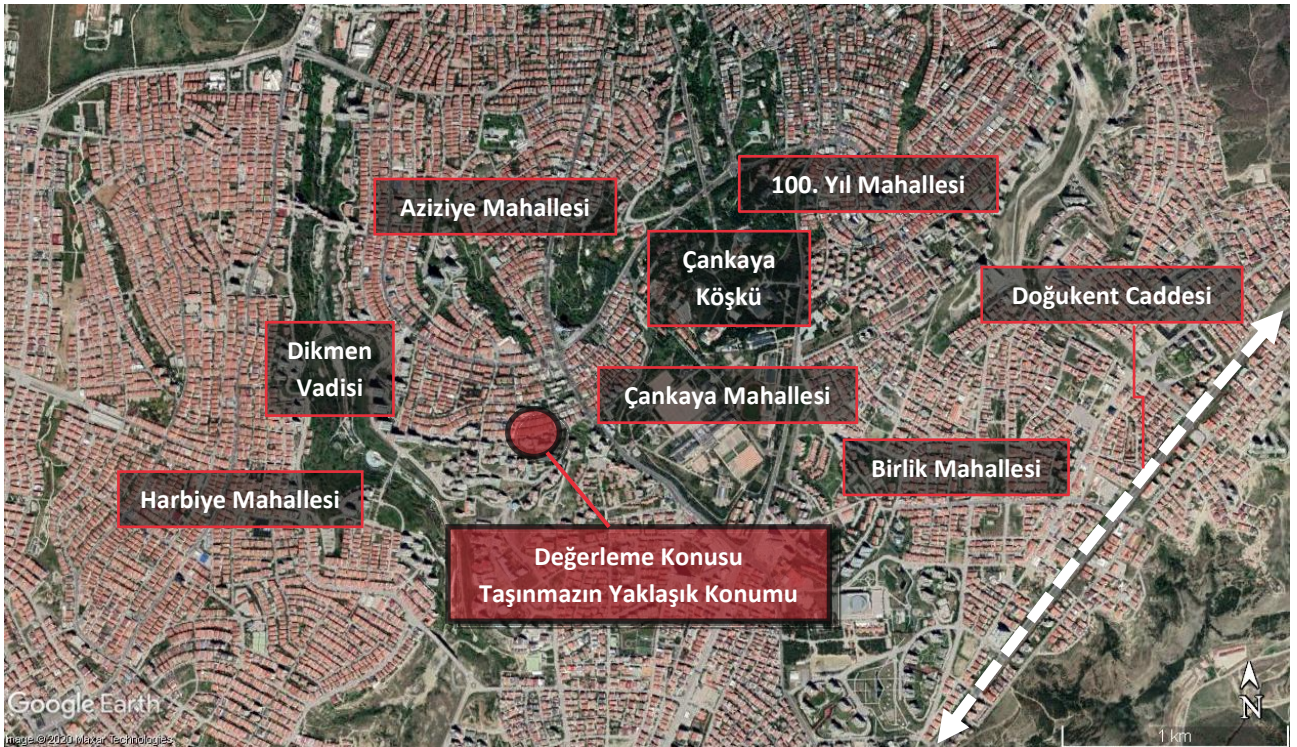 100. Yıl Mahallesi
Aziziye Mahallesi
Çankaya
Köşkü
Doğukent Caddesi
Dikmen
Vadisi
Çankaya Mahallesi
Birlik Mahallesi
Harbiye Mahallesi
Değerleme Konusu
Taşınmazın Yaklaşık Konumu
Google Earth
N
Image © 2020 Maxar Technologies
1 km